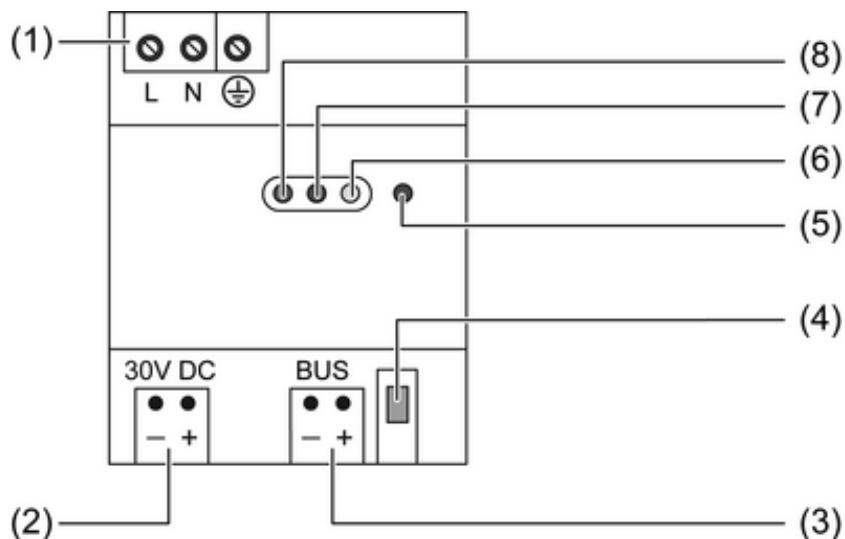 (1)
L N
(8)
(7)
(6)
(5)
(4)
30V DC BUS
– + – +
(2)
(3)